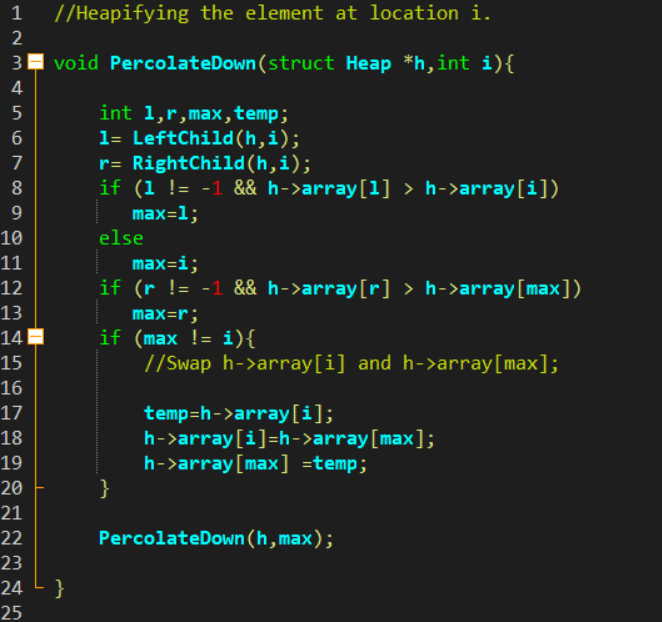 1 //Heapifying the element at location i.
2
3 void PercolateDown(struct Heap *h,int i){
4
5 int l,r,max,temp;
6 l= LeftChild(h,i);
7 r= RightChild(h,i);
8 if (l != -1 && h->array[l] > h->array[i])
9 max=l;
10 else
11 max=i;
12 if (r != -1 && h->array[r] > h->array[max])
13 max=r;
14 if (max != i){
15 //Swap h->array[i] and h->array[max];
16
17 temp=h->array[i];
18 h->array[i]=h->array[max];
19 h->array[max] =temp;
20 }
21
22 PercolateDown(h,max);
23
24 }
25